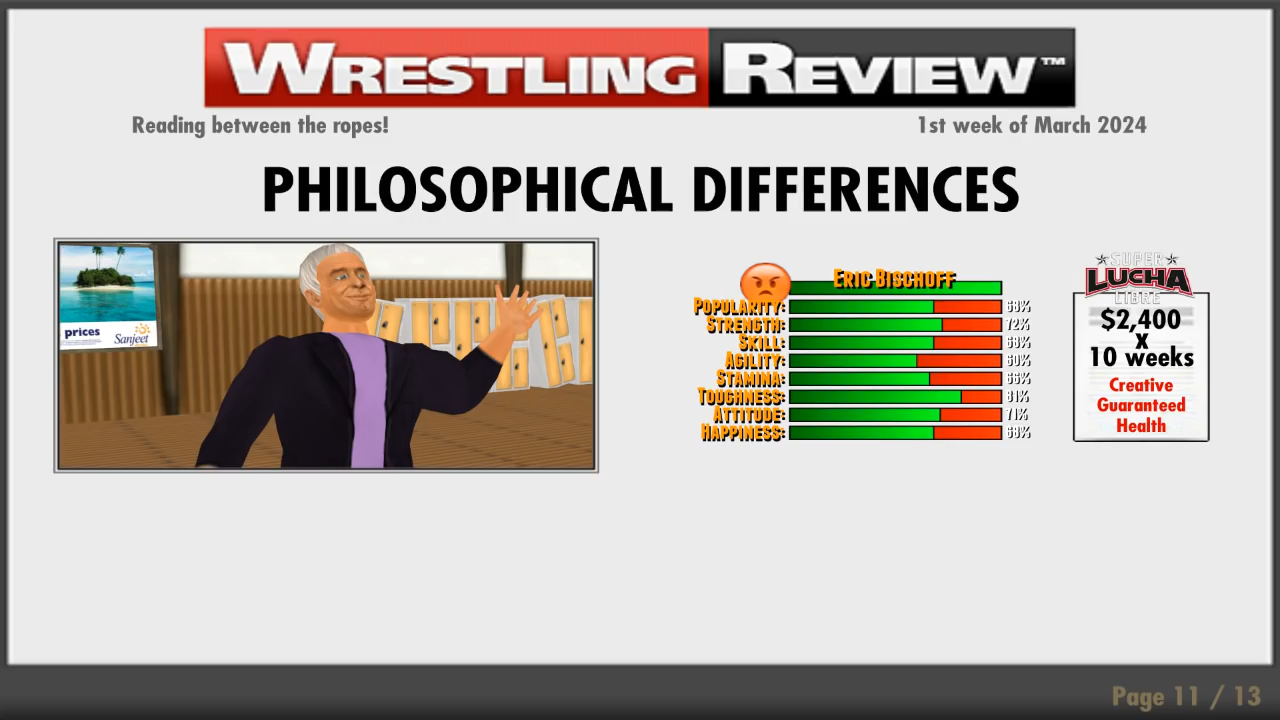 WRESTLING REVIEW™
Reading between the ropes!
1st week of March 2024
PHILOSOPHICAL DIFFERENCES
prices
Sanjeet
ERIC BISCHOFF
POPULARITY: 68%
STRENGTH: 72%
SKILL: 68%
AGILITY: 60%
STAMINA: 66%
TOUGHNESS: 81%
ATTITUDE: 71%
HAPPINESS: 68%
SUPER
LUCHA
LIBRE
$2,400
X
10 weeks
Creative
Guaranteed
Health
Page 11 / 13